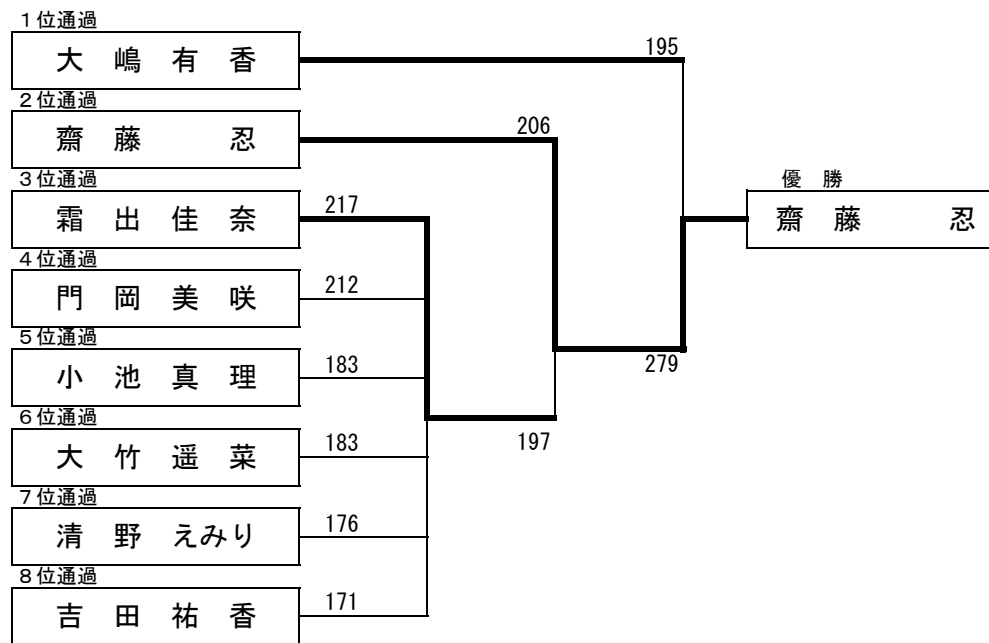 1位通過
大嶋有香 195
2位通過
齋藤 忍 206
3位通過
優勝
霜出佳奈 217
齋藤 忍
4位通過
門岡美咲 212
5位通過
小池真理 183
279
6位通過
大竹遥菜 183
197
7位通過
清野えみり 176
8位通過
吉田祐香 171